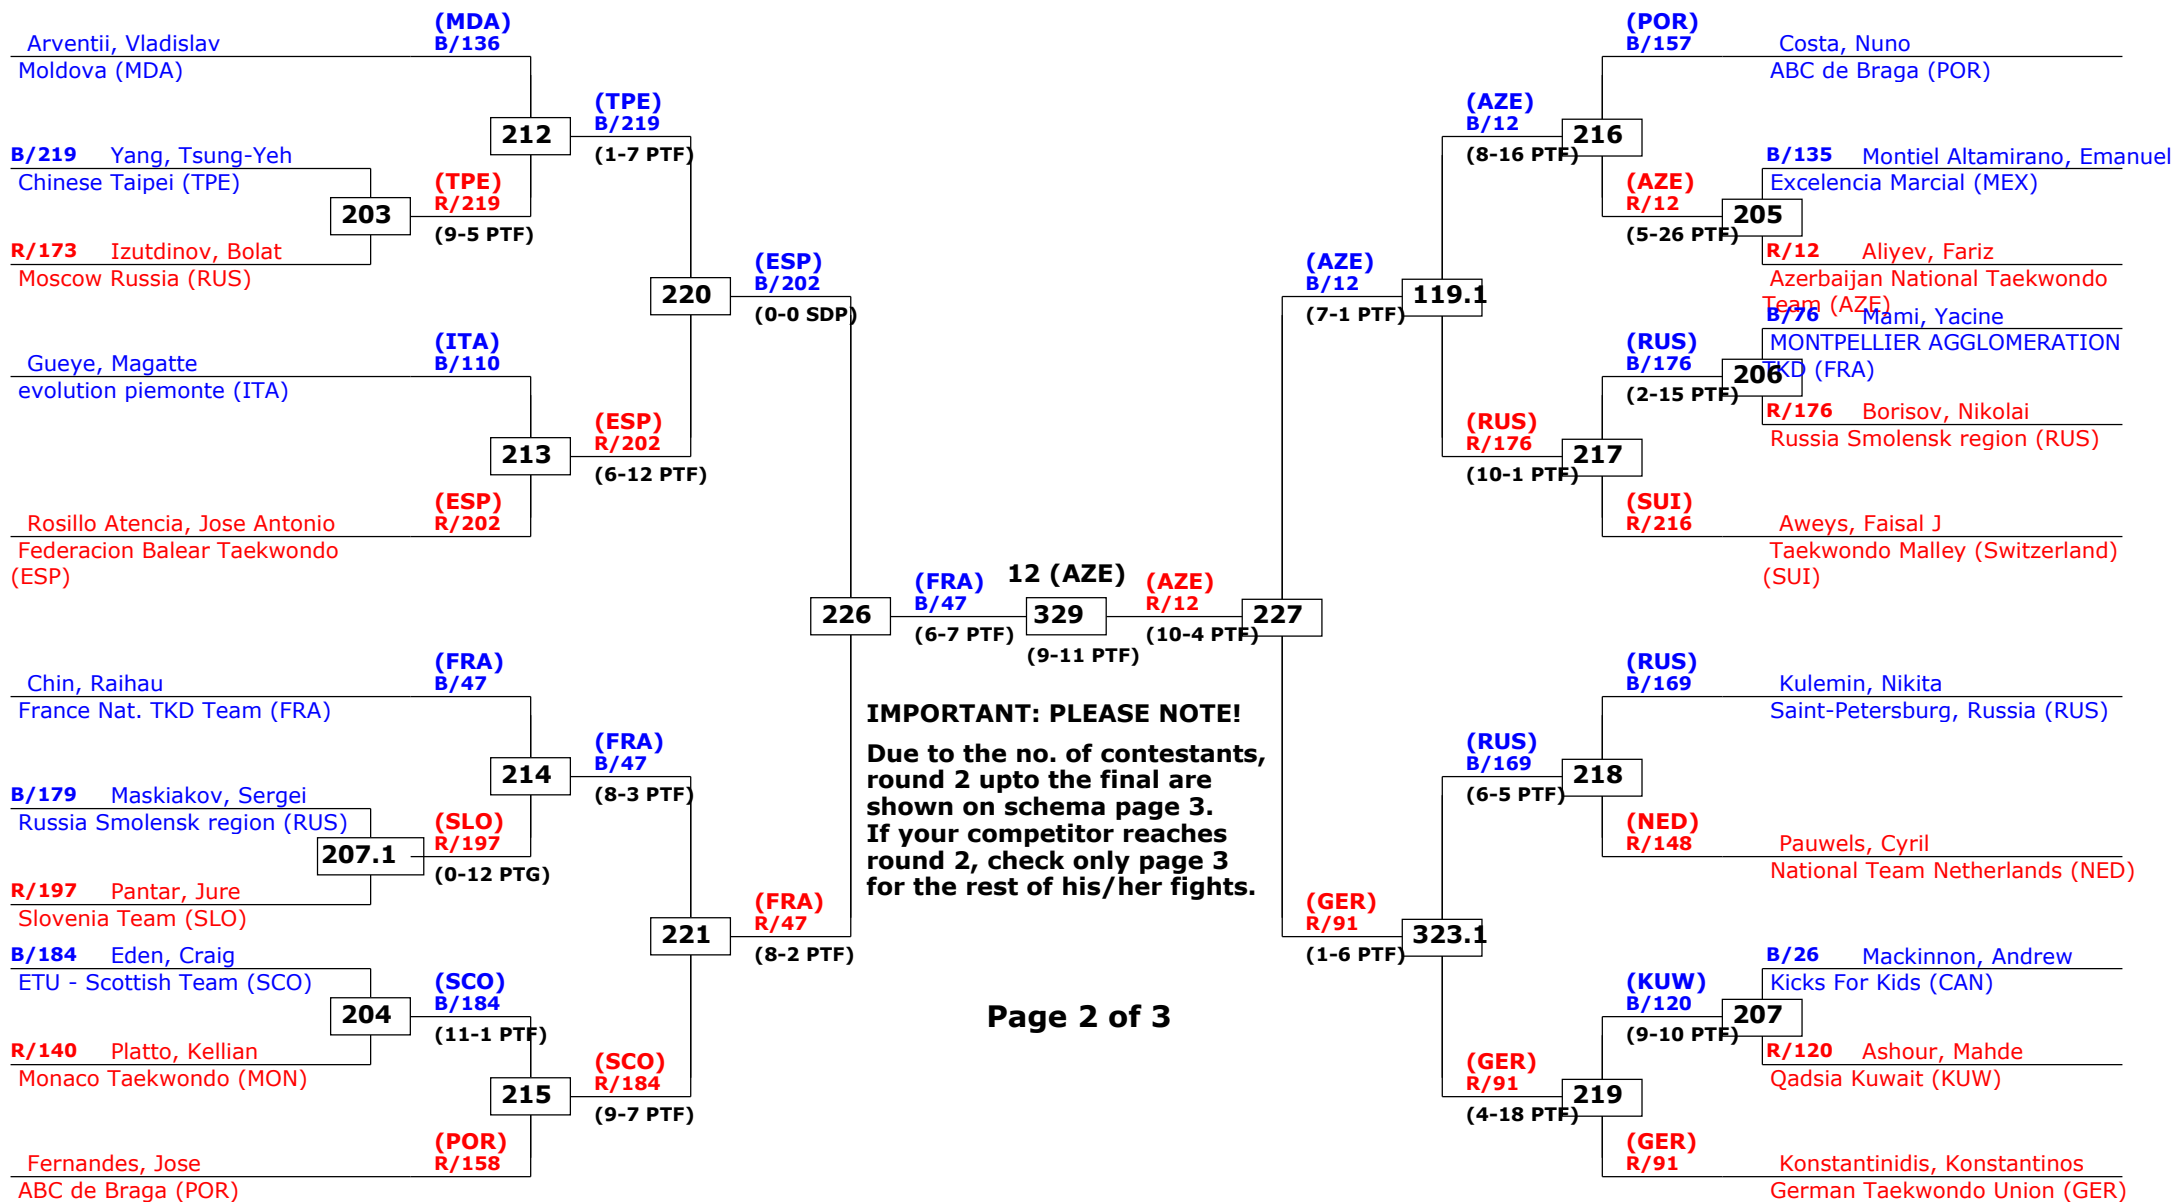 (MDA)
Arventii, Vladislav B/136
Moldova (MDA)
(TPE)
B/219
212
(1-7 PTF)
B/219 Yang, Tsung-Yeh
Chinese Taipei (TPE)
(TPE)
R/219
203
(9-5 PTF)
R/173 Izutdinov, Bolat
Moscow Russia (RUS)
(ESP)
B/202
220
(0-0 SDP)
(ITA)
Gueye, Magatte B/110
evolution piemonte (ITA)
(ESP)
R/202
213
(6-12 PTF)
(ESP)
Rosillo Atencia, Jose Antonio R/202
Federacion Balear Taekwondo
(ESP)
226
(FRA)
B/47
(6-7 PTF)
12 (AZE)
329
(9-11 PTF)
(AZE)
R/12
(10-4 PTF)
227
(FRA)
Chin, Raihau B/47
France Nat. TKD Team (FRA)
(FRA)
B/47
214
(8-3 PTF)
B/179 Maskiakov, Sergei
Russia Smolensk region (RUS)
(SLO)
R/197
207.1
(0-12 PTG)
R/197 Pantar, Jure
Slovenia Team (SLO)
(FRA)
R/47
221
(8-2 PTF)
B/184 Eden, Craig
ETU - Scottish Team (SCO)
(SCO)
B/184
204
(11-1 PTF)
R/140 Platto, Kellian
Monaco Taekwondo (MON)
(SCO)
R/184
215
(9-7 PTF)
(POR)
Fernandes, Jose R/158
ABC de Braga (POR)
IMPORTANT: PLEASE NOTE!
Due to the no. of contestants,
round 2 upto the final are
shown on schema page 3.
If your competitor reaches
round 2, check only page 3
for the rest of his/her fights.
Page 2 of 3
(POR)
B/157 Costa, Nuno
ABC de Braga (POR)
(AZE)
B/12
216
(8-16 PTF)
B/135 Montiel Altamirano, Emanuel
Excelencia Marcial (MEX)
(AZE)
R/12
205
(5-26 PTF)
R/12 Aliyev, Fariz
Azerbaijan National Taekwondo
Team (AZE)
(AZE)
B/12
119.1
(7-1 PTF)
B/76 Mami, Yacine
MONTPELLIER AGGLOMERATION
TKD (FRA)
(RUS)
B/176
206
(2-15 PTF)
R/176 Borisov, Nikolai
Russia Smolensk region (RUS)
(RUS)
R/176
217
(10-1 PTF)
(SUI)
R/216 Aweys, Faisal J
Taekwondo Malley (Switzerland)
(SUI)
(RUS)
B/169 Kulemin, Nikita
Saint-Petersburg, Russia (RUS)
(RUS)
B/169
218
(6-5 PTF)
(NED)
R/148 Pauwels, Cyril
National Team Netherlands (NED)
(GER)
R/91
323.1
(1-6 PTF)
B/26 Mackinnon, Andrew
Kicks For Kids (CAN)
(KUW)
B/120
207
(9-10 PTF)
R/120 Ashour, Mahde
Qadsia Kuwait (KUW)
(GER)
R/91
219
(4-18 PTF)
(GER)
R/91 Konstantinidis, Konstantinos
German Taekwondo Union (GER)